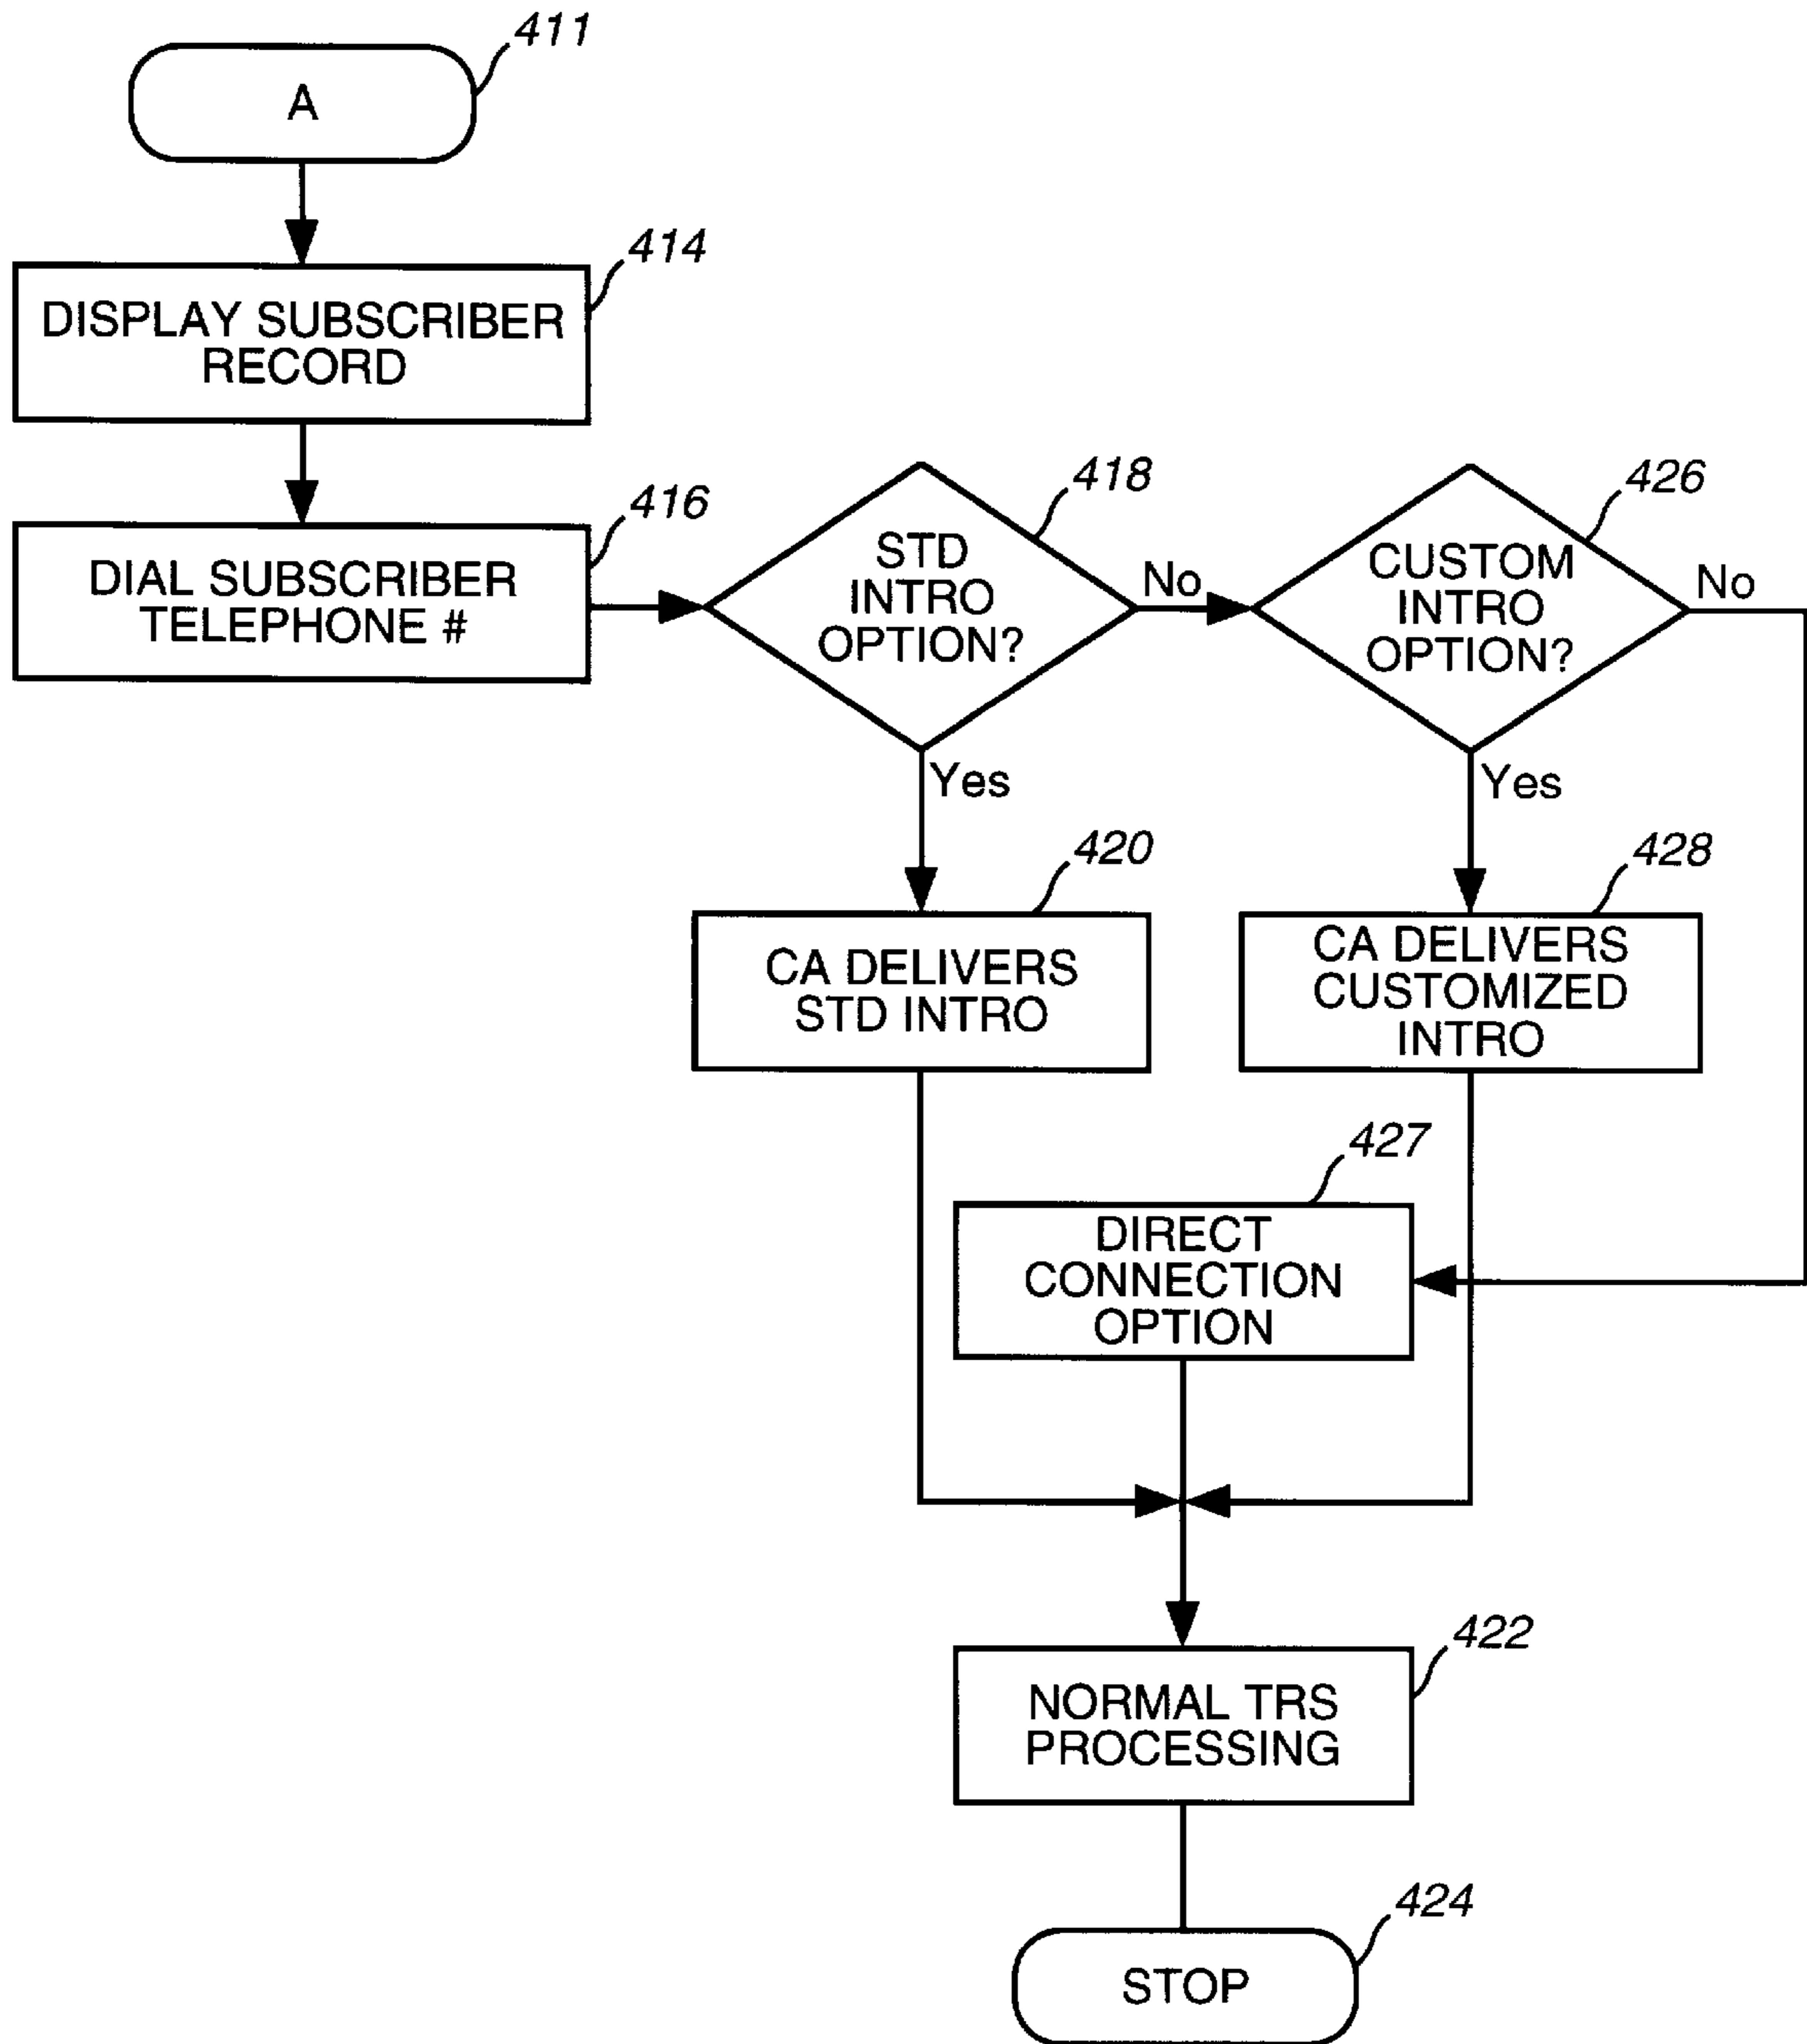 411
A
414
DISPLAY SUBSCRIBER
RECORD
416
DIAL SUBSCRIBER
TELEPHONE #
418
STD
INTRO
OPTION?
No
Yes
426
CUSTOM
INTRO
OPTION?
No
Yes
420
CA DELIVERS
STD INTRO
428
CA DELIVERS
CUSTOMIZED
INTRO
427
DIRECT
CONNECTION
OPTION
422
NORMAL TRS
PROCESSING
424
STOP